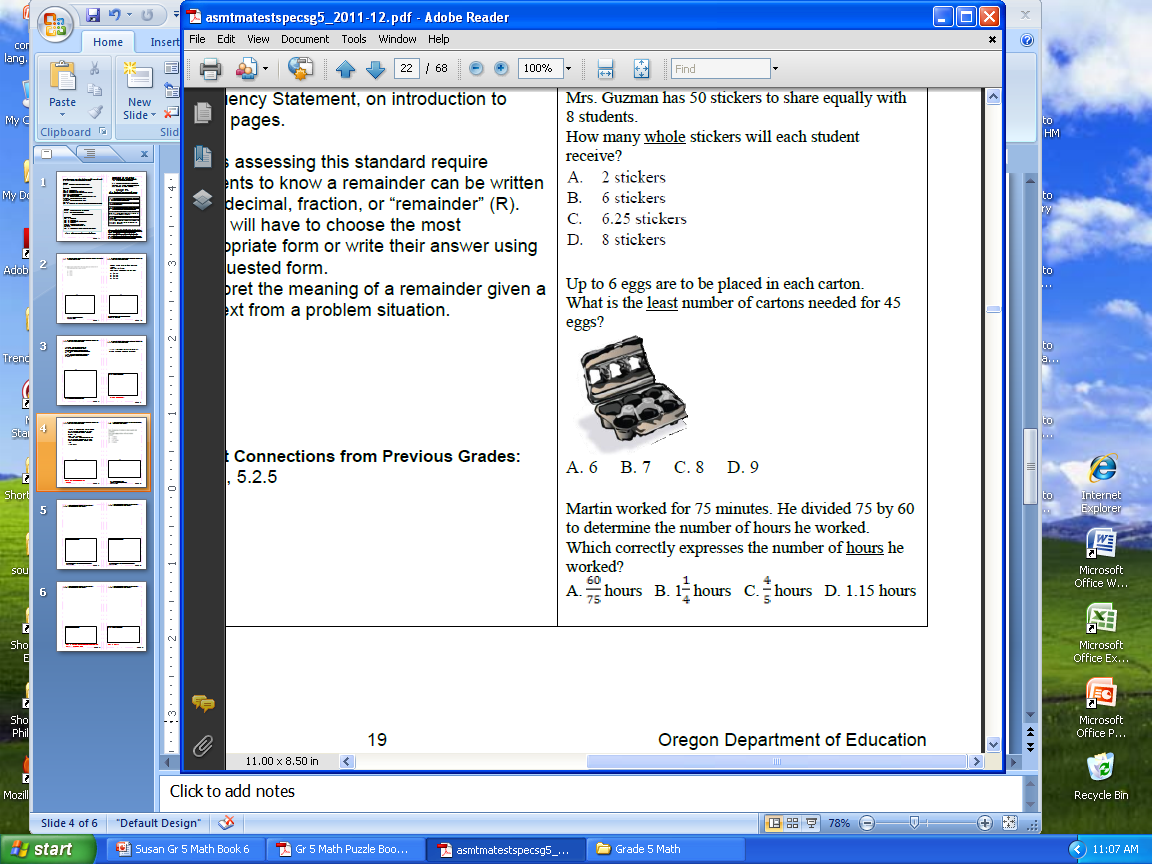 asmtmatestspecsg5_2011-12.pdf - Adobe Reader
File Edit View Document Tools Window Help
22 / 68 100% Find
Home Insert
Paste New Slide
Clipboard Slid
uency Statement, on introduction to
pages.
s assessing this standard require
ents to know a remainder can be written
decimal, fraction, or “remainder” (R).
will have to choose the most
opriate form or write their answer using
uested form.
pret the meaning of a remainder given a
ext from a problem situation.
t Connections from Previous Grades:
, 5.2.5
Mrs. Guzman has 50 stickers to share equally with
8 students.
How many whole stickers will each student
receive?
A. 2 stickers
B. 6 stickers
C. 6.25 stickers
D. 8 stickers
Up to 6 eggs are to be placed in each carton.
What is the least number of cartons needed for 45
eggs?
A. 6 B. 7 C. 8 D. 9
Martin worked for 75 minutes. He divided 75 by 60
to determine the number of hours he worked.
Which correctly expresses the number of hours he
worked?
A. 60/75 hours B. 1 1/4 hours C. 4/5 hours D. 1.15 hours
19 Oregon Department of Education
11.00 x 8.50 in
1
2
3
4
5
6
Internet
Explorer
Microsoft
Office W...
Microsoft
Office Ex...
Microsoft
Office P...
Recycle Bin
Click to add notes
Slide 4 of 6 "Default Design" 78%
start Susan Gr 5 Math Book 6 Gr 5 Math Puzzle Boo... asmtmatestspecsg5_... Grade 5 Math 11:07 AM